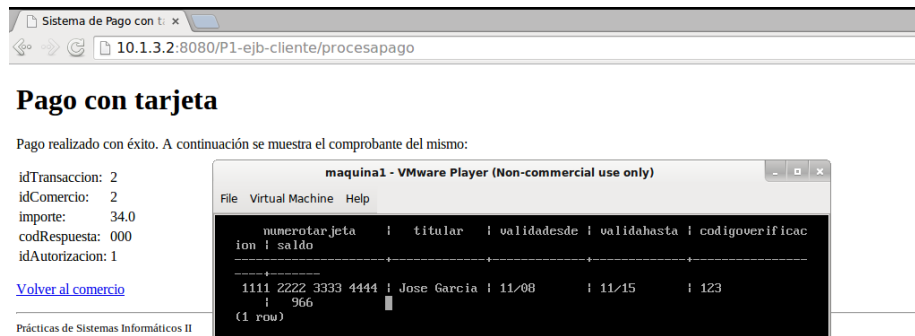 Sistema de Pago con ta
10.1.3.2:8080/P1-ejb-cliente/procesapago
Pago con tarjeta
Pago realizado con éxito. A continuación se muestra el comprobante del mismo:
idTransaccion: 2
idComercio: 2
importe: 34.0
codRespuesta: 000
idAutorizacion: 1
Volver al comercio
Prácticas de Sistemas Informáticos II
maquina1 - VMware Player (Non-commercial use only)
File Virtual Machine Help
numerotarjeta | titular | validadesde | validahasta | codigoverificac
ion | saldo
---------------------+-------------+-------------+-------------+----------------
----+-------
1111 2222 3333 4444 | Jose Garcia | 11/08 | 11/15 | 123
| 966
(1 row)